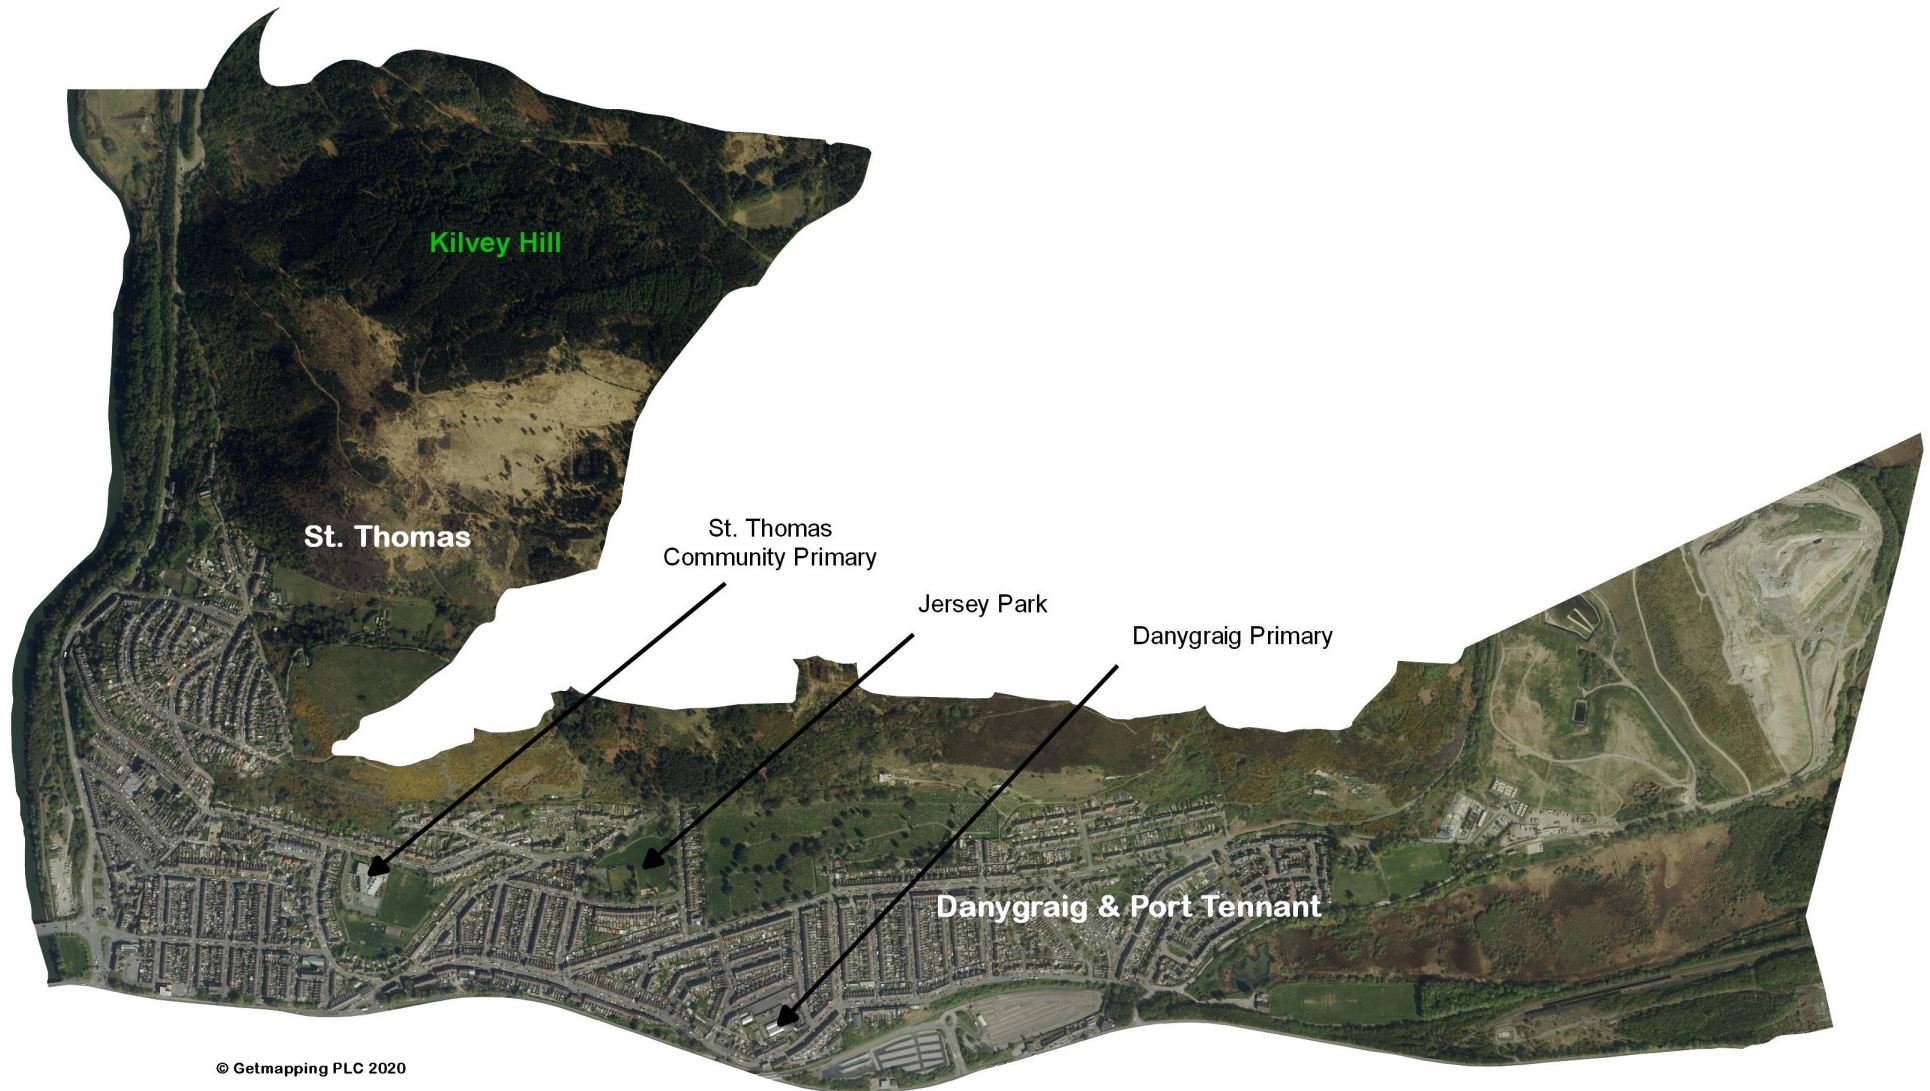 Kilvey Hill
St. Thomas
St. Thomas
Community Primary
Jersey Park
Danygraig Primary
Danygraig & Port Tennant
© Getmapping PLC 2020